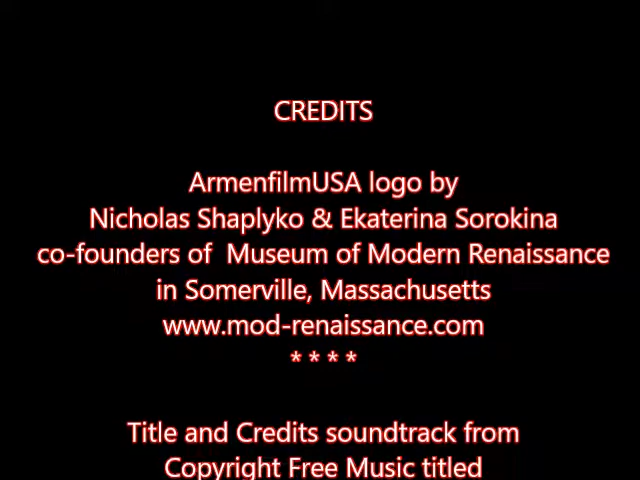 CREDITS
ArmenfilmUSA logo by
Nicholas Shaplyko & Ekaterina Sorokina
co-founders of  Museum of Modern Renaissance
in Somerville, Massachusetts
www.mod-renaissance.com
* * * *
Title and Credits soundtrack from
Copyright Free Music titled